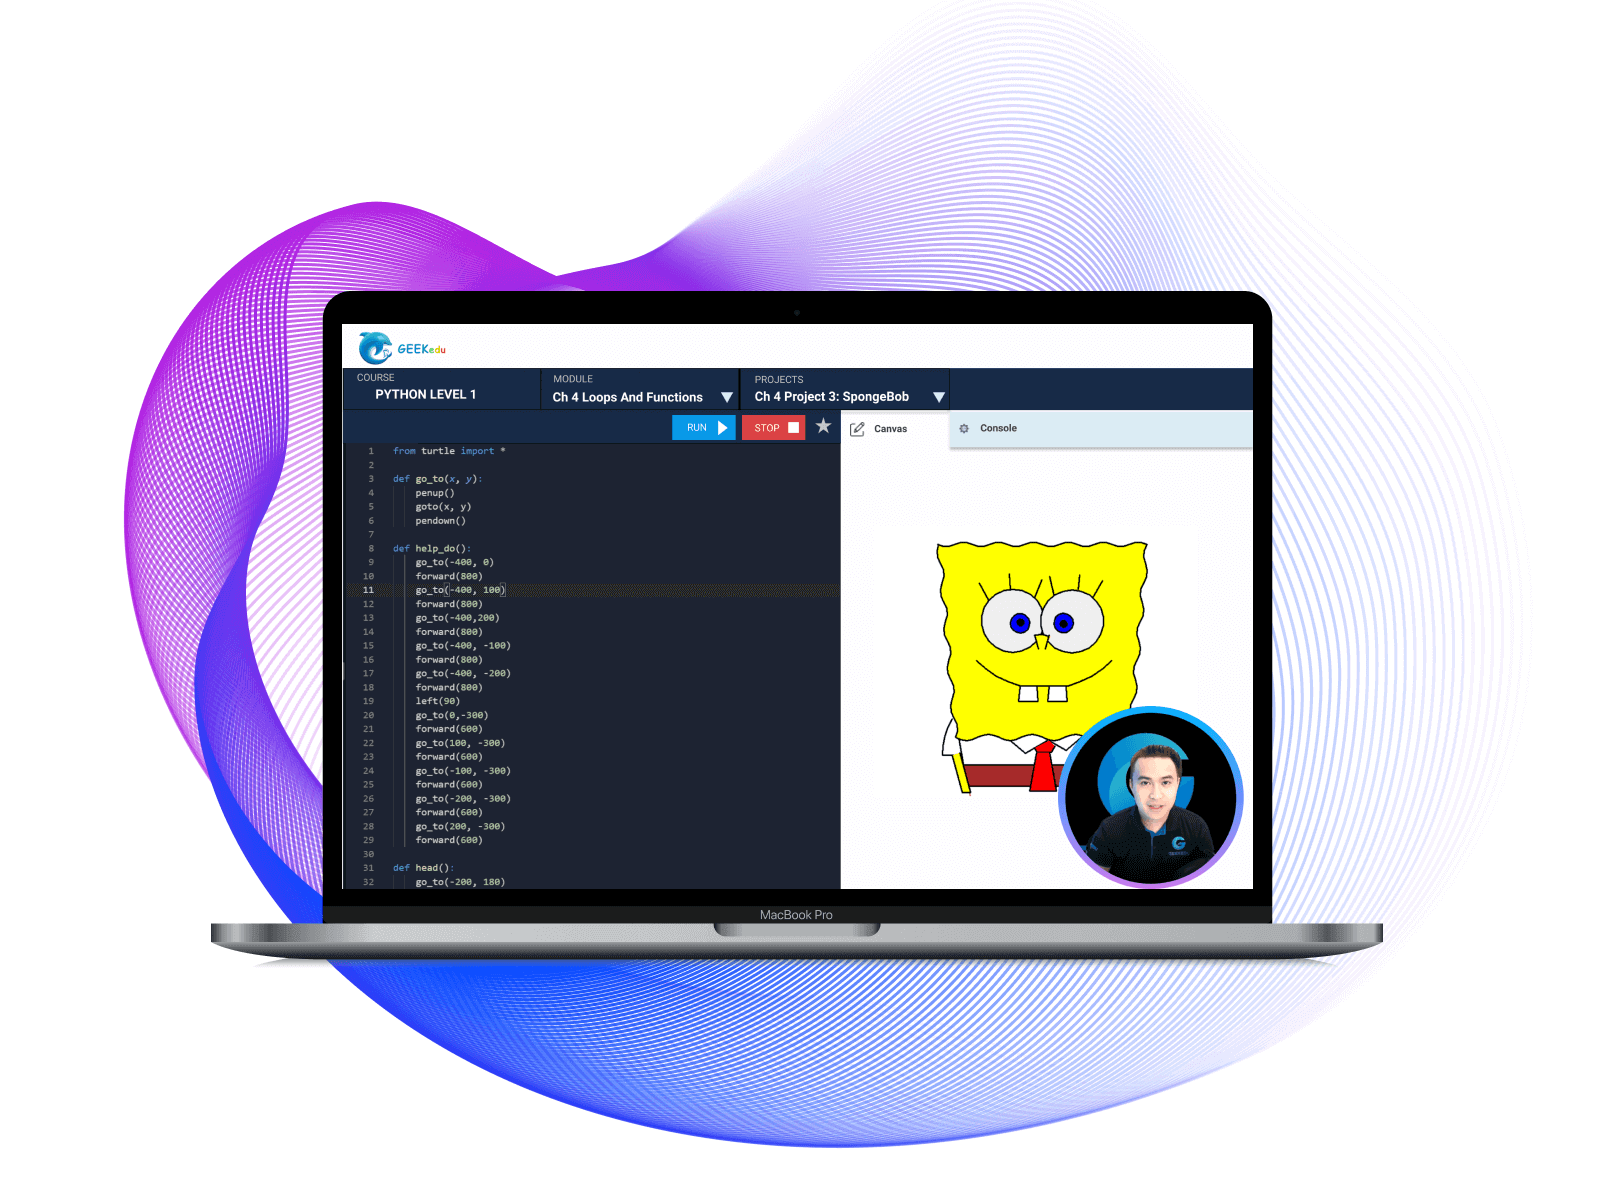 GEEKedu
COURSE
PYTHON LEVEL 1
MODULE
Ch 4 Loops And Functions
PROJECTS
Ch 4 Project 3: SpongeBob
RUN
STOP
Canvas
Console
1 from turtle import *
2
3 def go_to(x, y):
4 penup()
5 goto(x, y)
6 pendown()
7
8 def help_do():
9 go_to(-400, 0)
10 forward(800)
11 go_to(-400, 100)
12 forward(800)
13 go_to(-400,200)
14 forward(800)
15 go_to(-400, -100)
16 forward(800)
17 go_to(-400, -200)
18 forward(800)
19 left(90)
20 go_to(0,-300)
21 forward(600)
22 go_to(100, -300)
23 forward(600)
24 go_to(-100, -300)
25 forward(600)
26 go_to(-200, -300)
27 forward(600)
28 go_to(200, -300)
29 forward(600)
30
31 def head():
32 go_to(-200, 180)
MacBook Pro